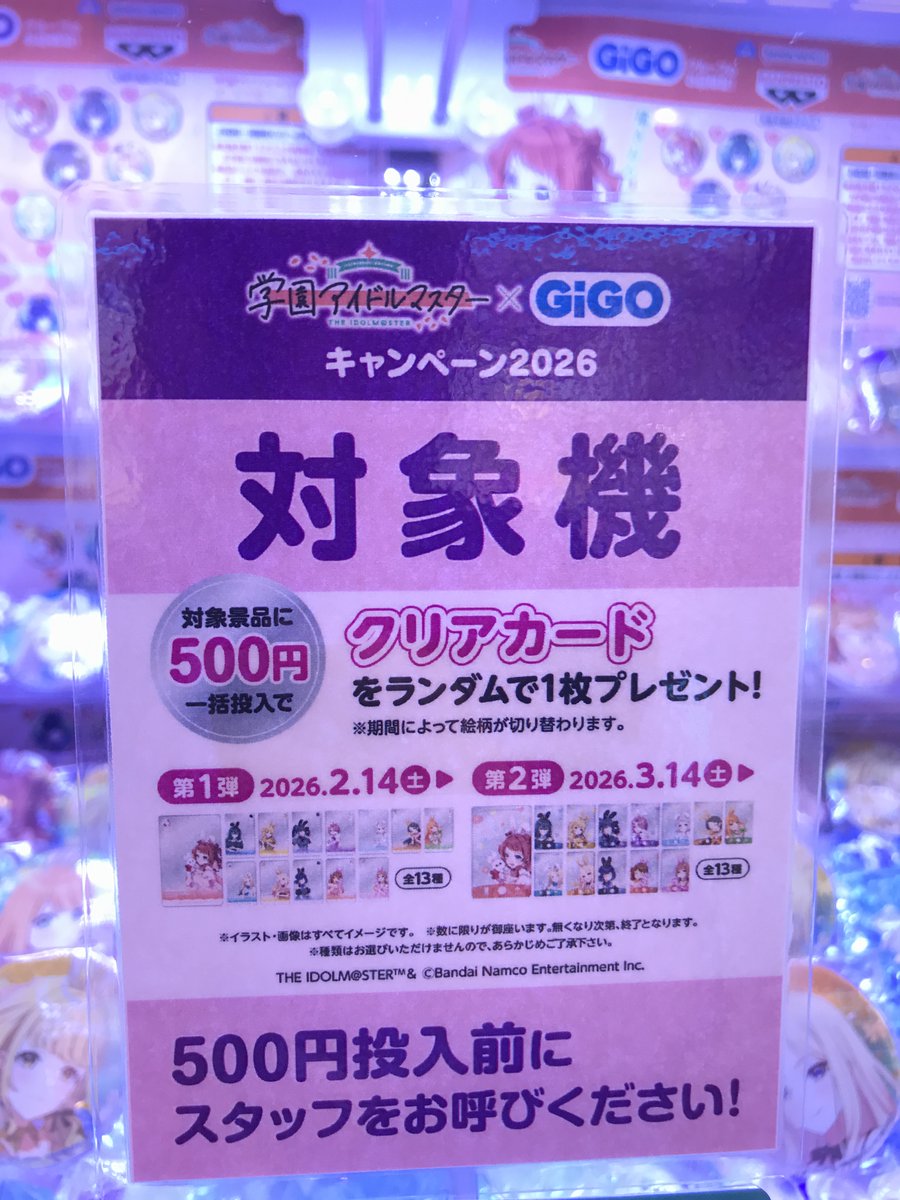 GiGO
学園アイドルマスター
THE IDOLM@STER
×
GiGO
キャンペーン2026
対象機
対象景品に
500円
一括投入で
クリアカード
をランダムで1枚プレゼント!
※期間によって絵柄が切り替わります。
第1弾 2026.2.14土▶
全13種
第2弾 2026.3.14土▶
全13種
※イラスト・画像はすべてイメージです。 ※数に限りが御座います。無くなり次第、終了となります。
※種類はお選びいただけませんので、あらかじめご了承下さい。
THE IDOLM@STER™& ©Bandai Namco Entertainment Inc.
500円投入前に
スタッフをお呼びください!